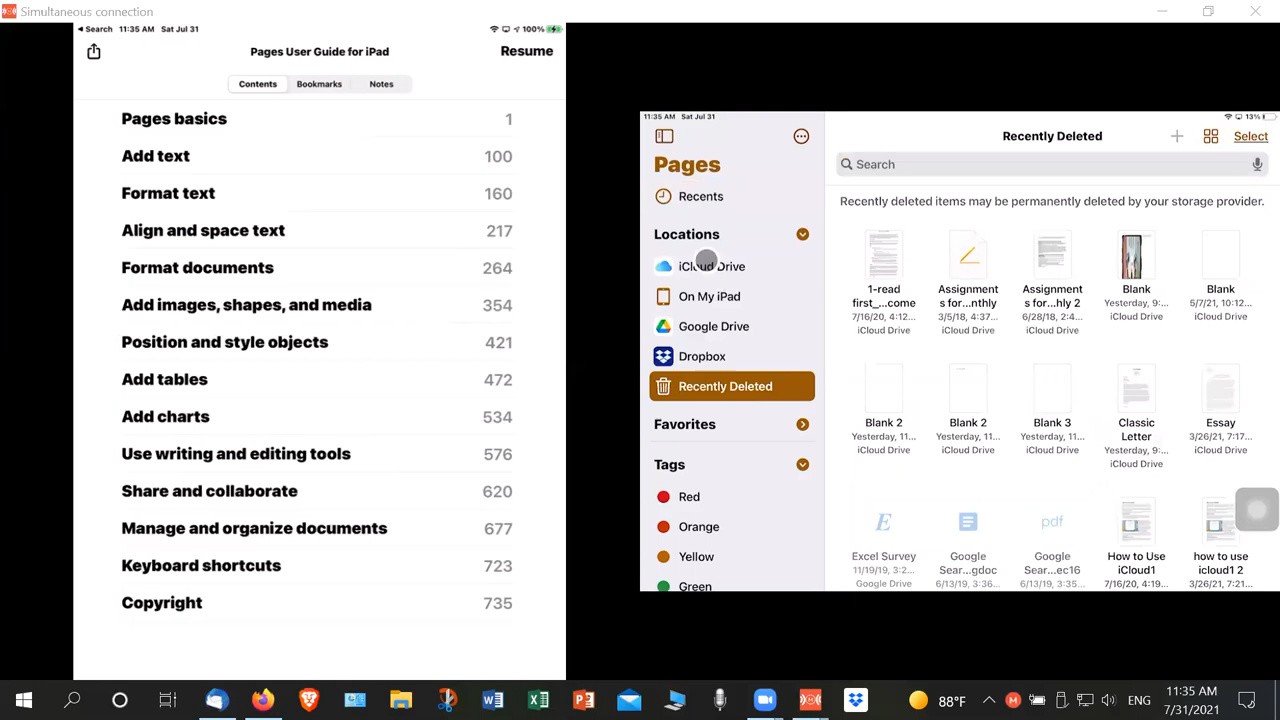 Simultaneous connection
Search 11:35 AM Sat Jul 31
100%
Pages User Guide for iPad
Resume
Contents
Bookmarks
Notes
Pages basics 1
Add text 100
Format text 160
Align and space text 217
Format documents 264
Add images, shapes, and media 354
Position and style objects 421
Add tables 472
Add charts 534
Use writing and editing tools 576
Share and collaborate 620
Manage and organize documents 677
Keyboard shortcuts 723
Copyright 735
11:35 AM Sat Jul 31
13%
Pages
Recents
Locations
iCloud Drive
On My iPad
Google Drive
Dropbox
Recently Deleted
Favorites
Tags
Red
Orange
Yellow
Green
Recently Deleted
Select
Search
Recently deleted items may be permanently deleted by your storage provider.
1-read
first_...come
7/16/20, 4:12...
iCloud Drive
Assignment
s for...nthly
3/5/18, 4:37...
iCloud Drive
Assignment
s for...hly 2
6/28/18, 2:4...
iCloud Drive
Blank
Yesterday, 9:...
iCloud Drive
Blank
5/7/21, 10:12...
iCloud Drive
Blank 2
Yesterday, 11...
iCloud Drive
Blank 2
Yesterday, 11...
iCloud Drive
Blank 3
Yesterday, 11...
iCloud Drive
Classic
Letter
Yesterday, 9:...
iCloud Drive
Essay
3/26/21, 7:17...
iCloud Drive
E
Excel Survey
11/19/19, 3:2...
Google Drive
Google
Sear...gdoc
6/13/19, 3:36...
pdf
Google
Sear...ec16
6/13/19, 3:35...
How to Use
iCloud1
7/16/20, 4:19...
how to use
icloud1 2
3/26/21, 7:21...
88°F
ENG
11:35 AM
7/31/2021